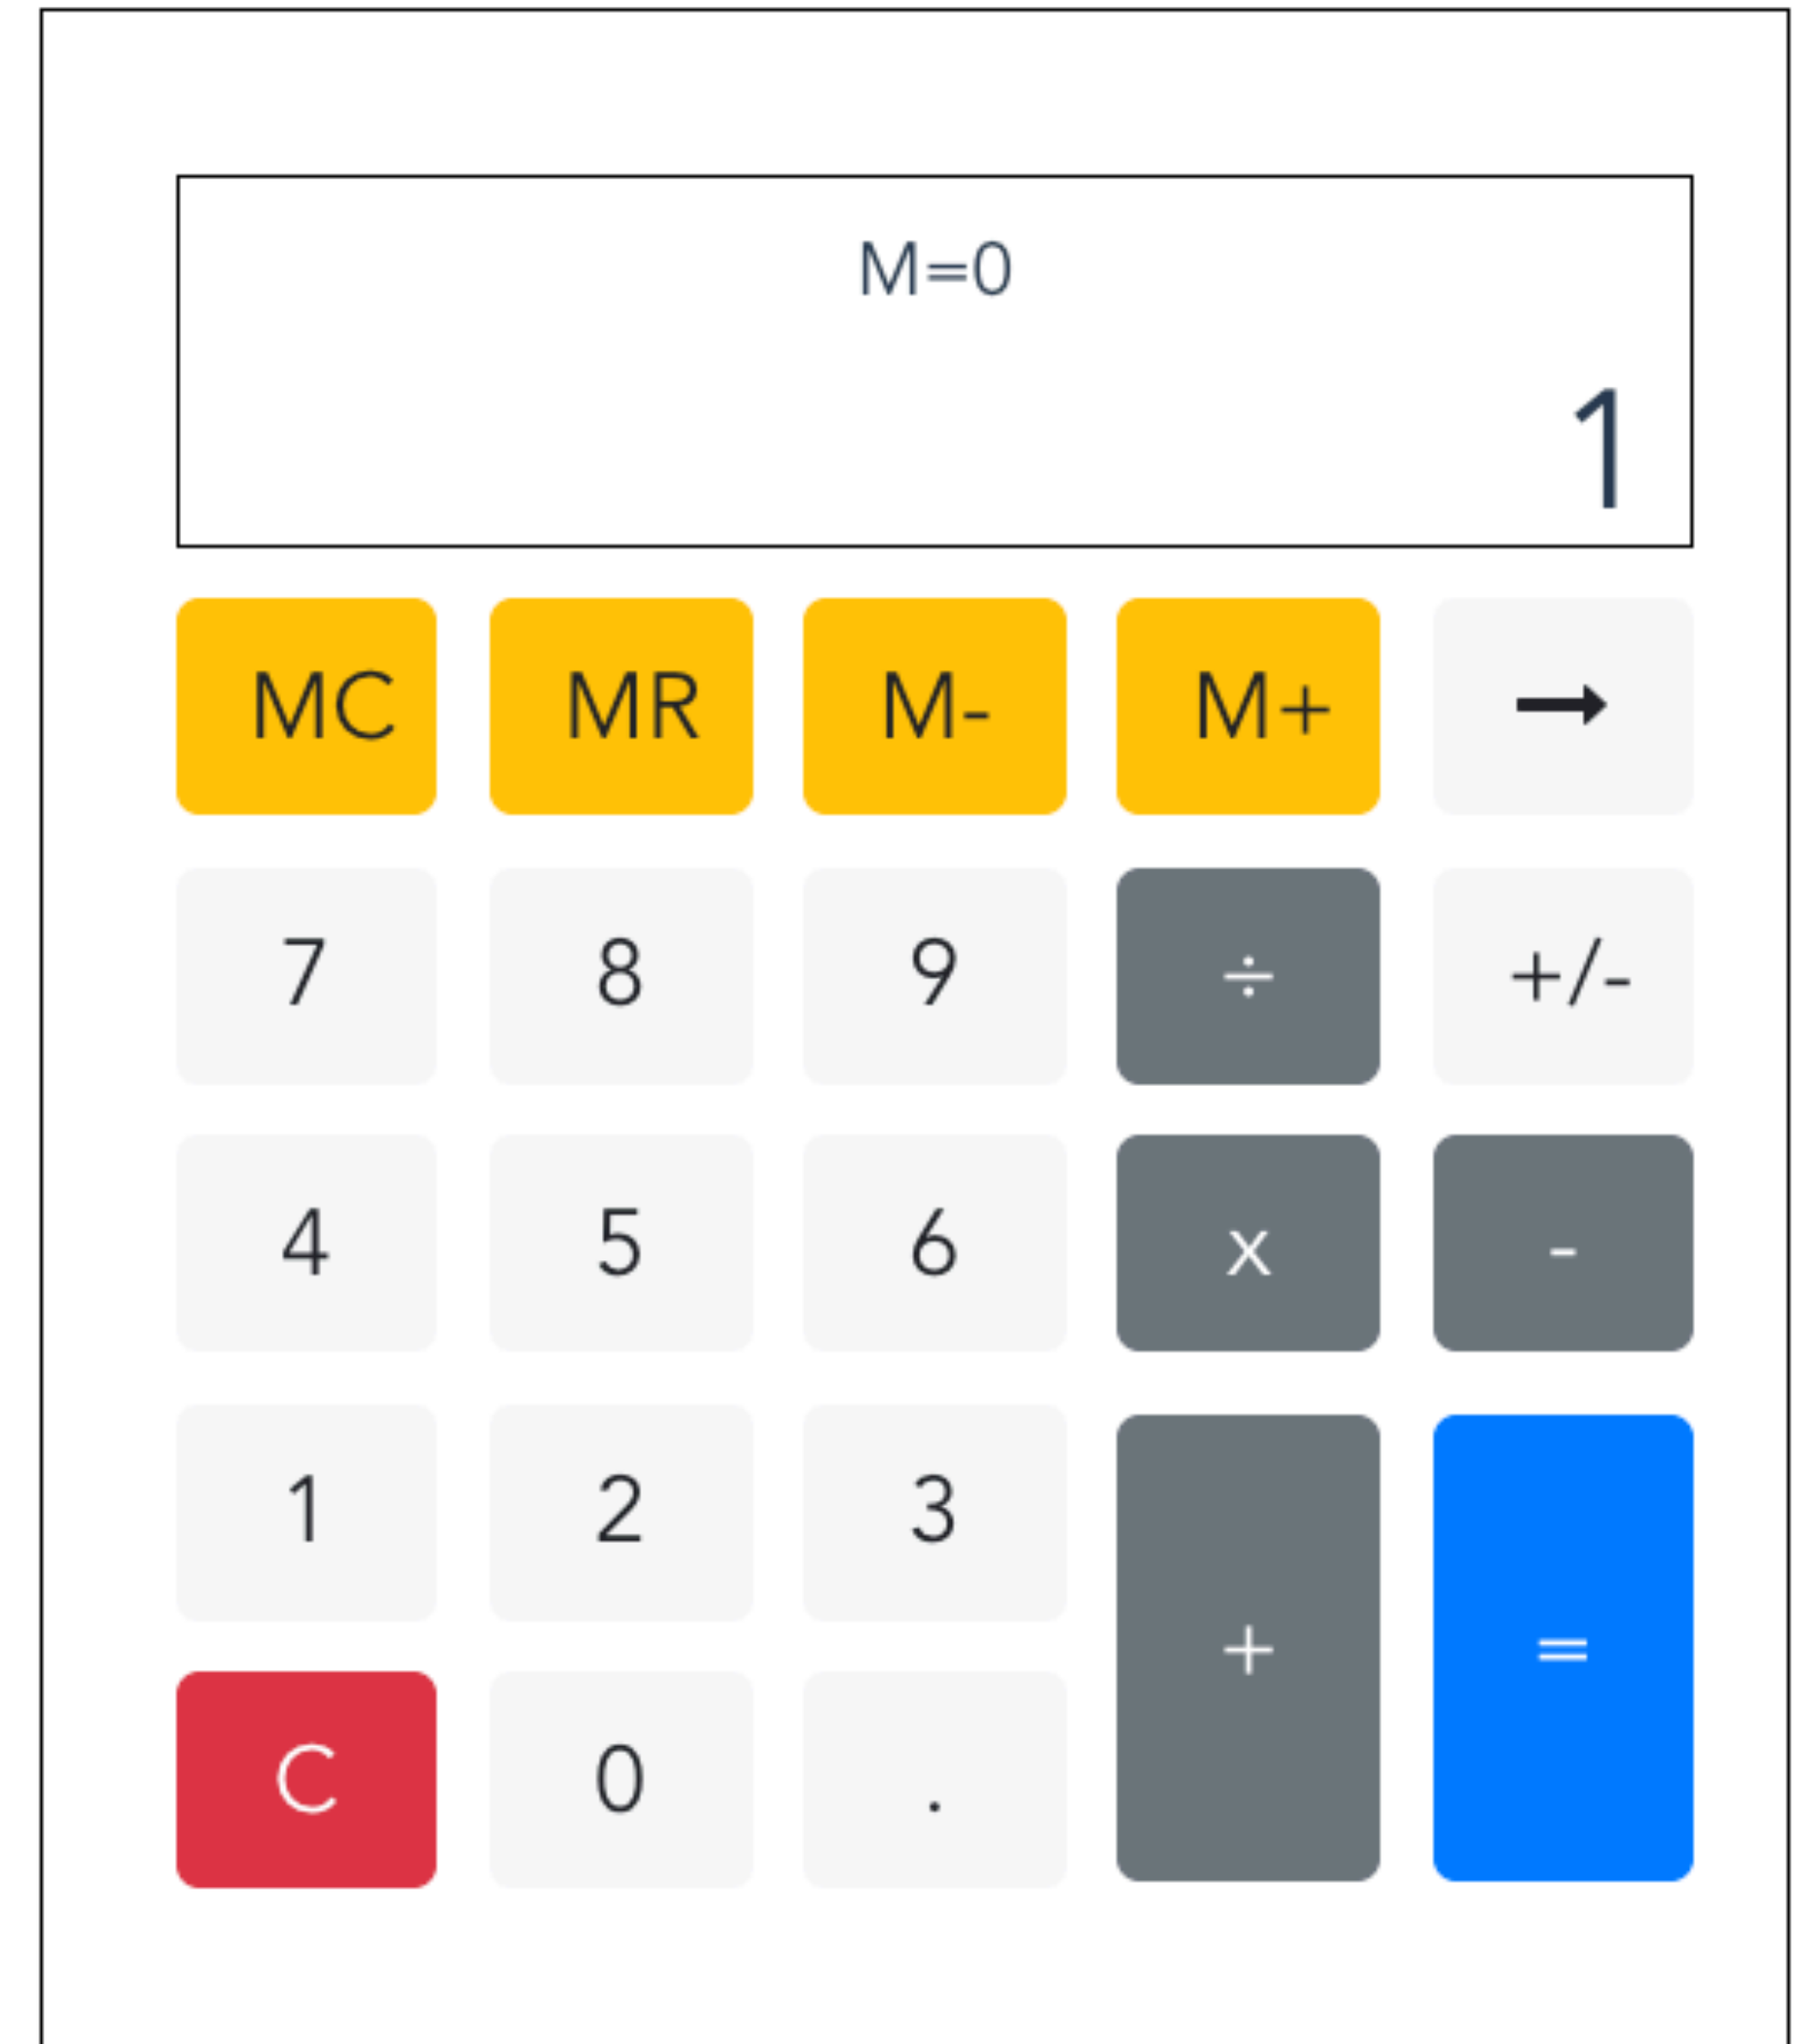 M=0
1
MC MR M- M+ →
7 8 9 ÷ +/-
4 5 6 x -
1 2 3
+ =
C 0 .